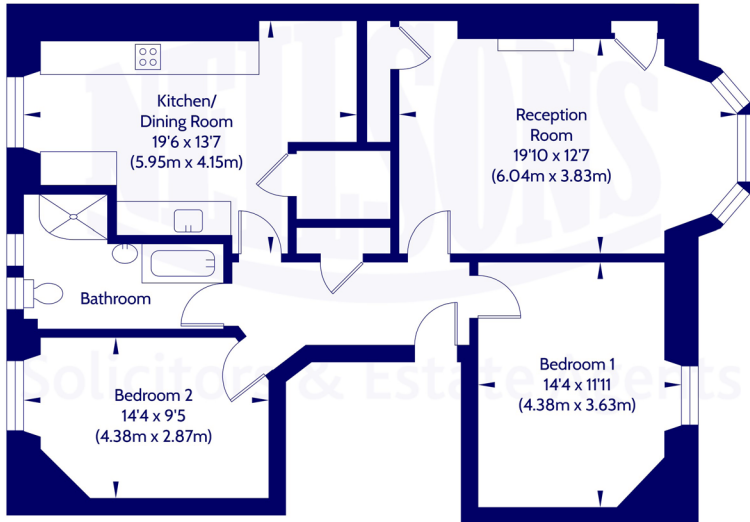 NEILSONS
Solicitors & Estate Agents
Kitchen/
Dining Room
19'6 x 13'7
(5.95m x 4.15m)
Reception
Room
19'10 x 12'7
(6.04m x 3.83m)
Bathroom
Bedroom 2
14'4 x 9'5
(4.38m x 2.87m)
Bedroom 1
14'4 x 11'11
(4.38m x 3.63m)